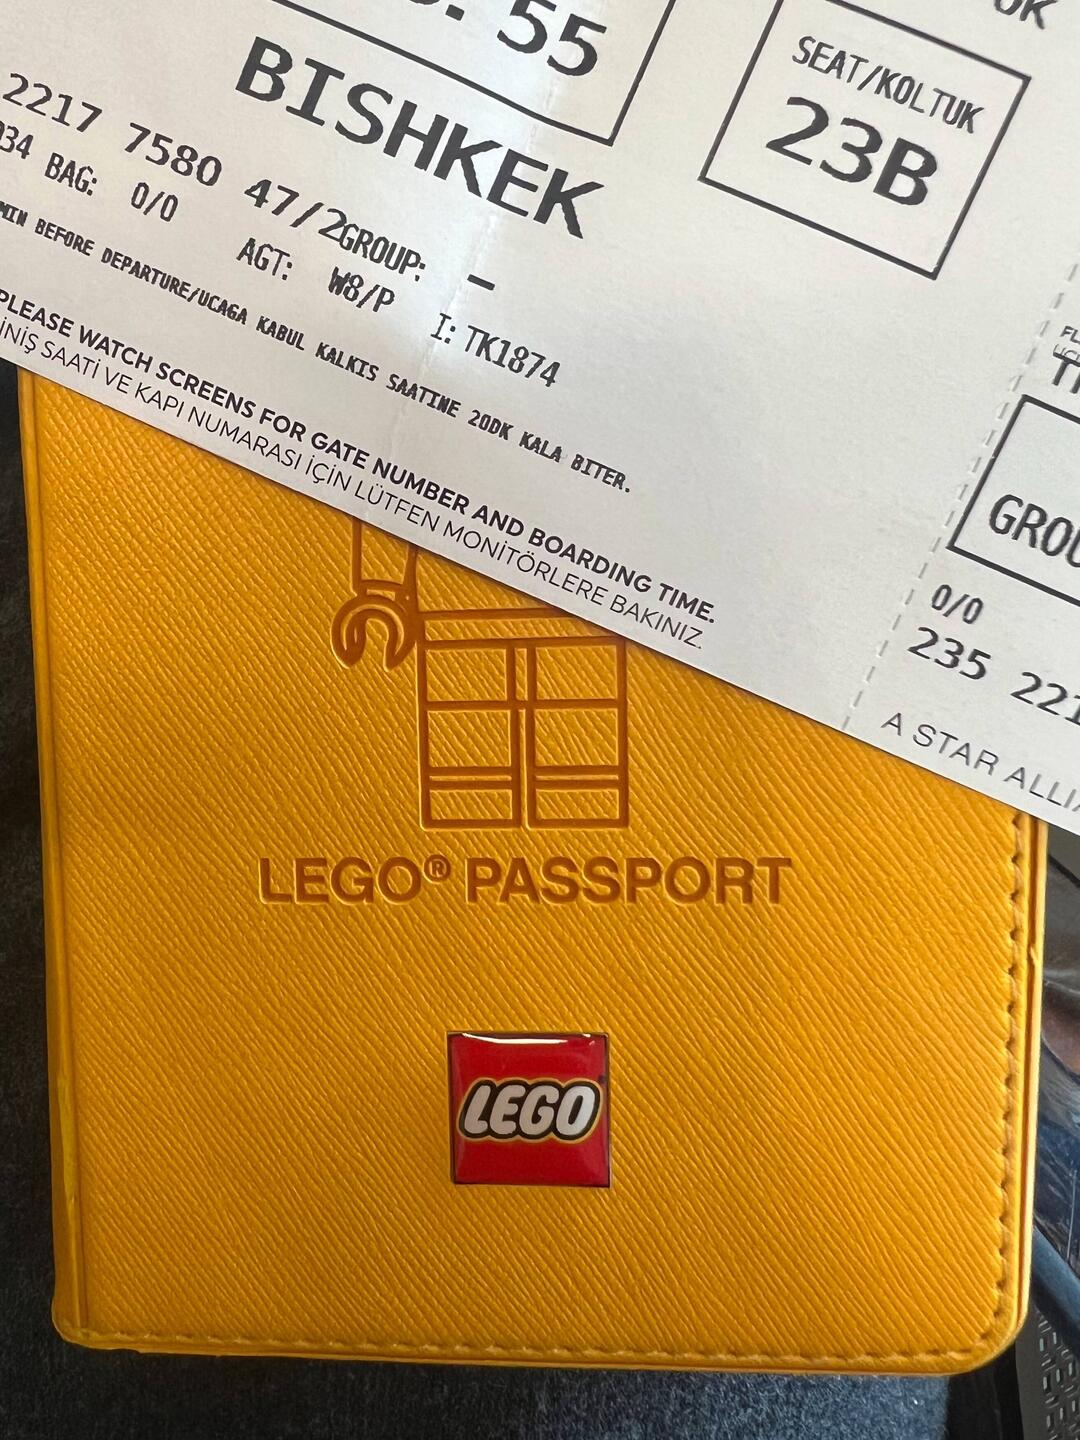 55
BISHKEK
SEAT/KOLTUK
23B
2217 7580 47/2GROUP: -
034 BAG: 0/0 AGT: W8/P I: TK1874
MIN BEFORE DEPARTURE/UCAGA KABUL KALKIS SAATINE 20DK KALA BITER.
PLEASE WATCH SCREENS FOR GATE NUMBER AND BOARDING TIME.
İNİŞ SAATİ VE KAPI NUMARASI İÇİN LÜTFEN MONİTÖRLERE BAKINIZ.
GROU
0/0
235 221
A STAR ALLIA
LEGO® PASSPORT
LEGO